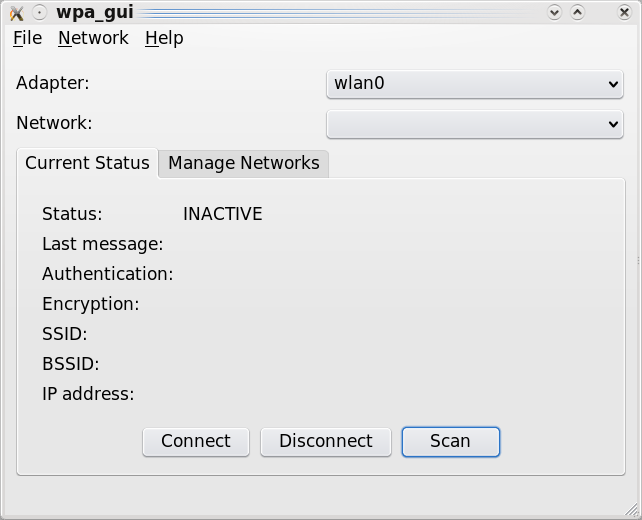 wpa_gui
File Network Help
Adapter: wlan0
Network:
Current Status Manage Networks
Status: INACTIVE
Last message:
Authentication:
Encryption:
SSID:
BSSID:
IP address:
Connect Disconnect Scan